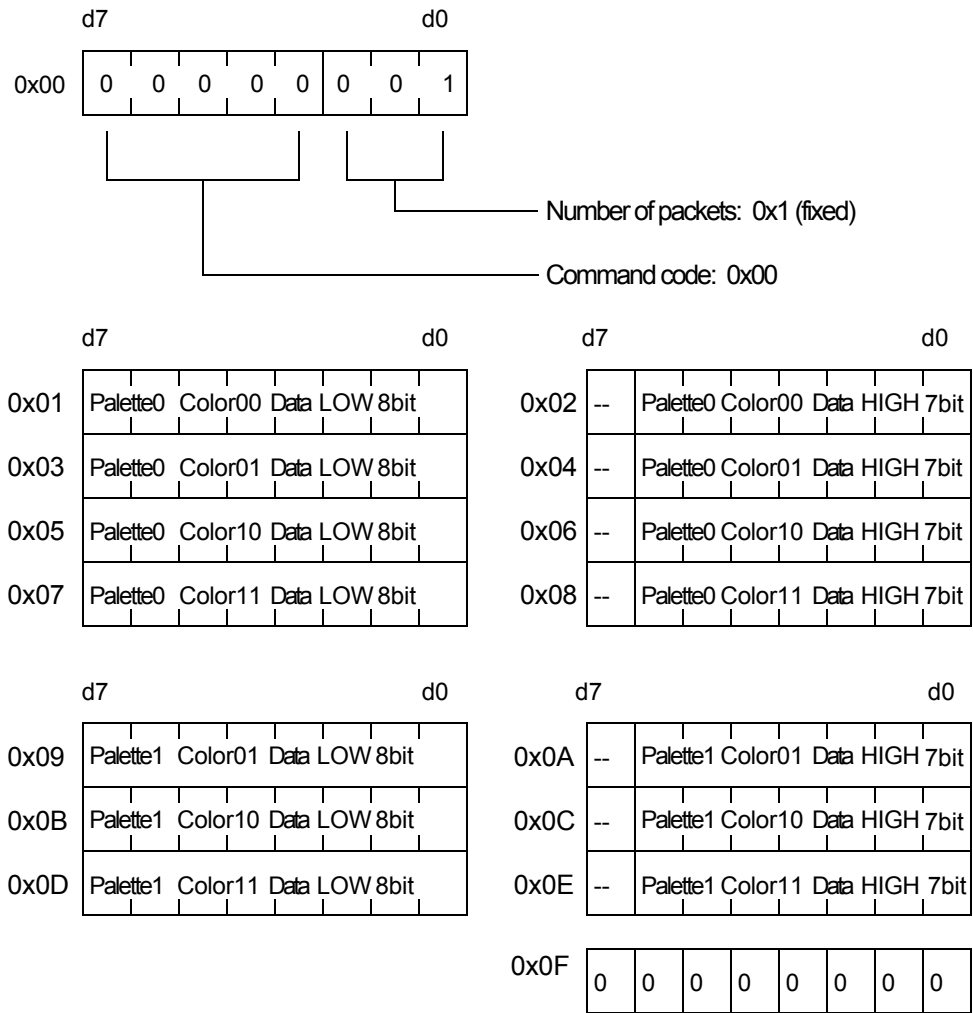 d7 d0
0x00 0 0 0 0 0 0 0 1
Number of packets: 0x1 (fixed)
Command code: 0x00
d7 d0 d7 d0
0x01 Palette0 Color00 Data LOW 8bit 0x02 -- Palette0 Color00 Data HIGH 7bit
0x03 Palette0 Color01 Data LOW 8bit 0x04 -- Palette0 Color01 Data HIGH 7bit
0x05 Palette0 Color10 Data LOW 8bit 0x06 -- Palette0 Color10 Data HIGH 7bit
0x07 Palette0 Color11 Data LOW 8bit 0x08 -- Palette0 Color11 Data HIGH 7bit
d7 d0 d7 d0
0x09 Palette1 Color01 Data LOW 8bit 0x0A -- Palette1 Color01 Data HIGH 7bit
0x0B Palette1 Color10 Data LOW 8bit 0x0C -- Palette1 Color10 Data HIGH 7bit
0x0D Palette1 Color11 Data LOW 8bit 0x0E -- Palette1 Color11 Data HIGH 7bit
0x0F 0 0 0 0 0 0 0 0